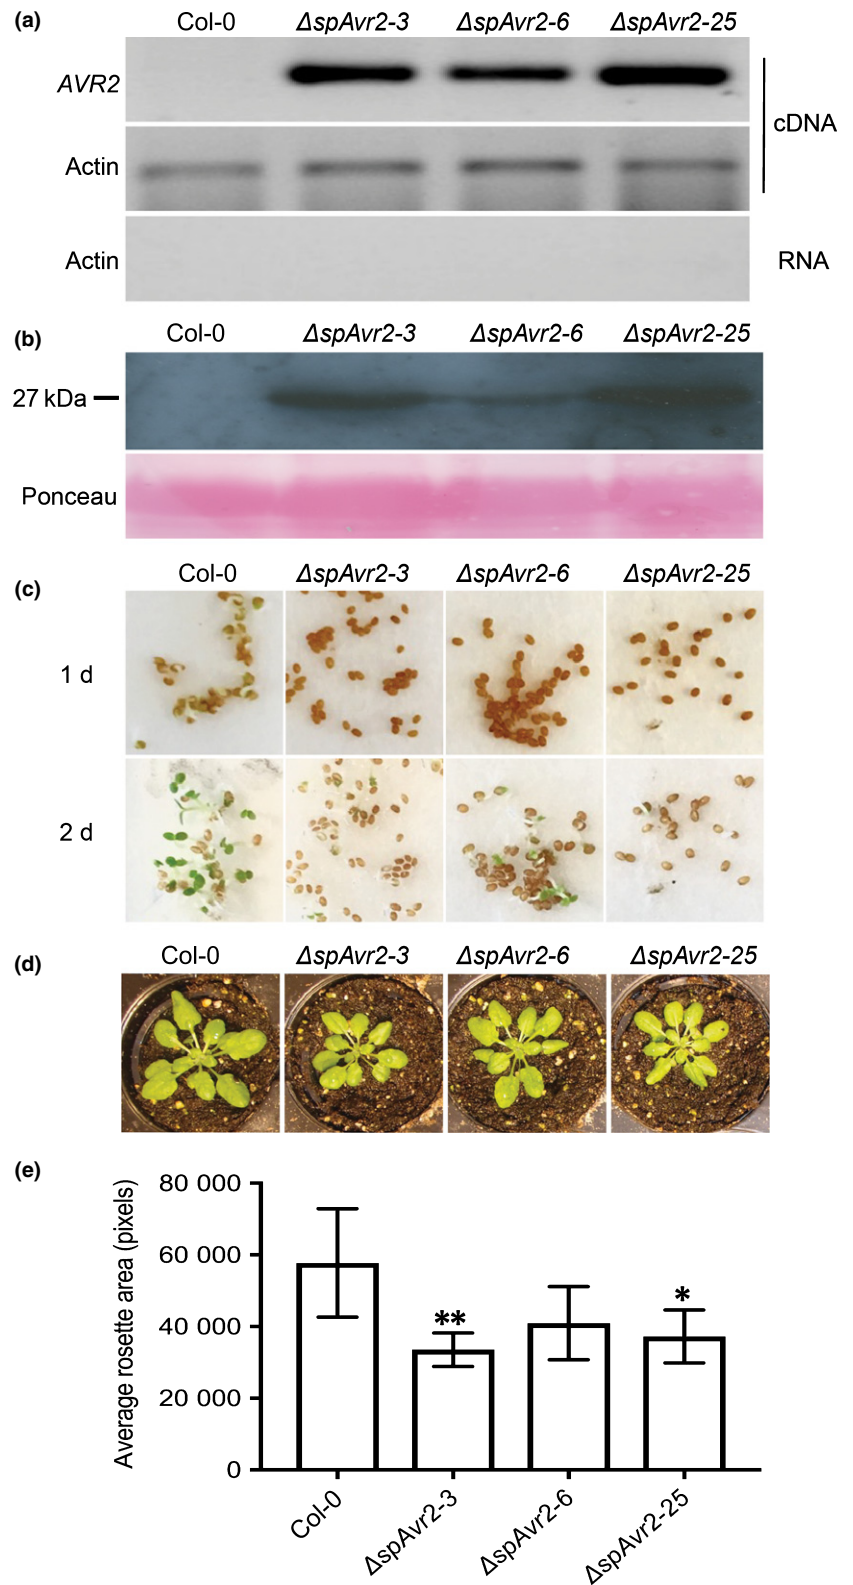 (a) Col-0 ΔspAvr2-3 ΔspAvr2-6 ΔspAvr2-25
AVR2
cDNA
Actin
Actin RNA
(b) Col-0 ΔspAvr2-3 ΔspAvr2-6 ΔspAvr2-25
27 kDa
Ponceau
(c) Col-0 ΔspAvr2-3 ΔspAvr2-6 ΔspAvr2-25
1 d
2 d
(d) Col-0 ΔspAvr2-3 ΔspAvr2-6 ΔspAvr2-25
(e)
Average rosette area (pixels)
80 000
60 000
40 000
20 000
0
** *
Col-0 ΔspAvr2-3 ΔspAvr2-6 ΔspAvr2-25